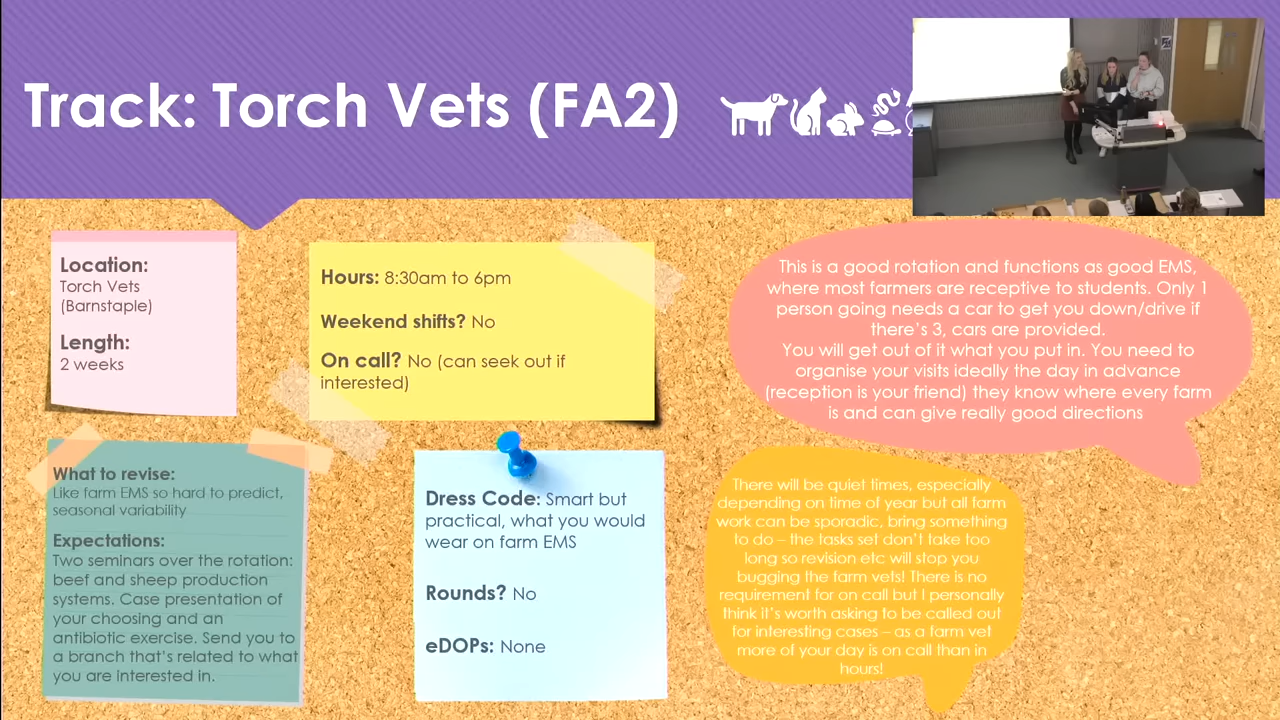 Track: Torch Vets (FA2)
Location:
Torch Vets
(Barnstaple)
Length:
2 weeks
Hours: 8:30am to 6pm
Weekend shifts? No
On call? No (can seek out if
interested)
This is a good rotation and functions as good EMS,
where most farmers are receptive to students. Only 1
person going needs a car to get you down/drive if
there's 3, cars are provided.
You will get out of it what you put in. You need to
organise your visits ideally the day in advance
(reception is your friend) they know where every farm
is and can give really good directions
What to revise:
Like farm EMS so hard to predict,
seasonal variability
Expectations:
Two seminars over the rotation:
beef and sheep production
systems. Case presentation of
your choosing and an
antibiotic exercise. Send you to
a branch that's related to what
you are interested in.
Dress Code: Smart but
practical, what you would
wear on farm EMS
Rounds? No
eDOPs: None
There will be quiet times, especially
depending on time of year but all farm
work can be sporadic, bring something
to do – the tasks set don't take too
long so revision etc will stop you
bugging the farm vets! There is no
requirement for on call but I personally
think it's worth asking to be called out
for interesting cases – as a farm vet
more of your day is on call than in
hours!